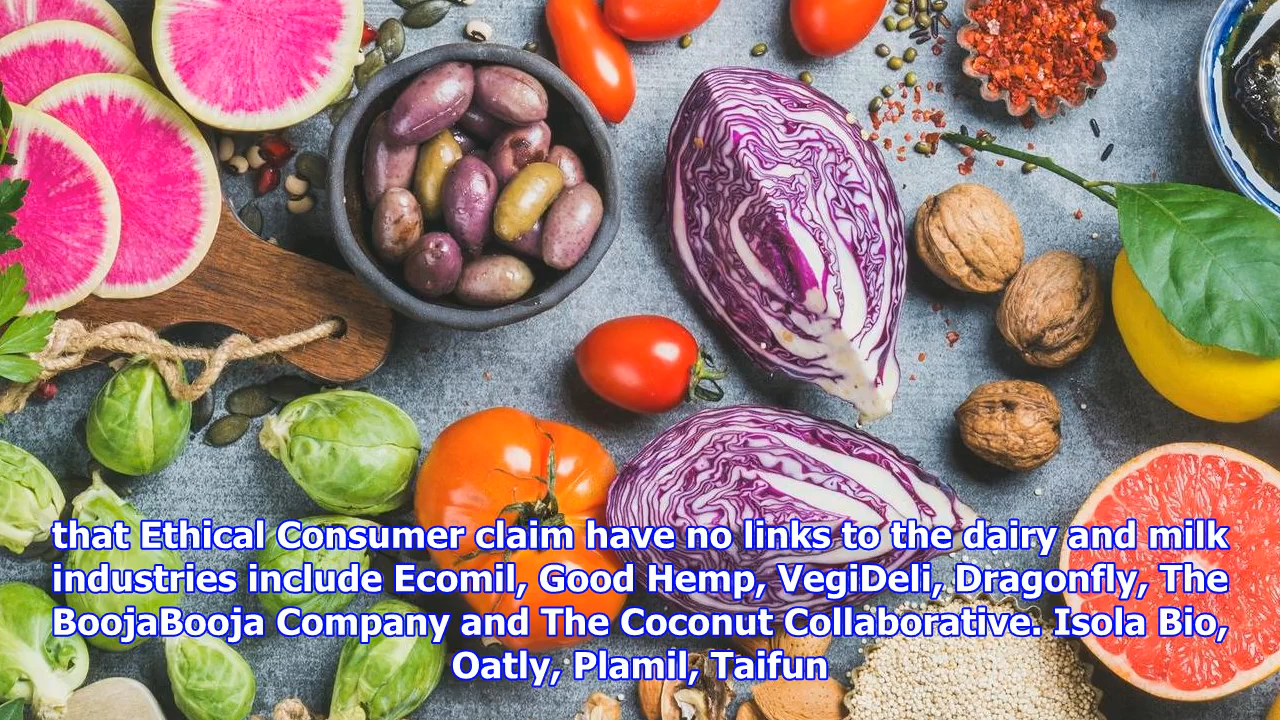 that Ethical Consumer claim have no links to the dairy and milk
industries include Ecomil, Good Hemp, VegiDeli, Dragonfly, The
BoojaBooja Company and The Coconut Collaborative. Isola Bio,
Oatly, Plamil, Taifun